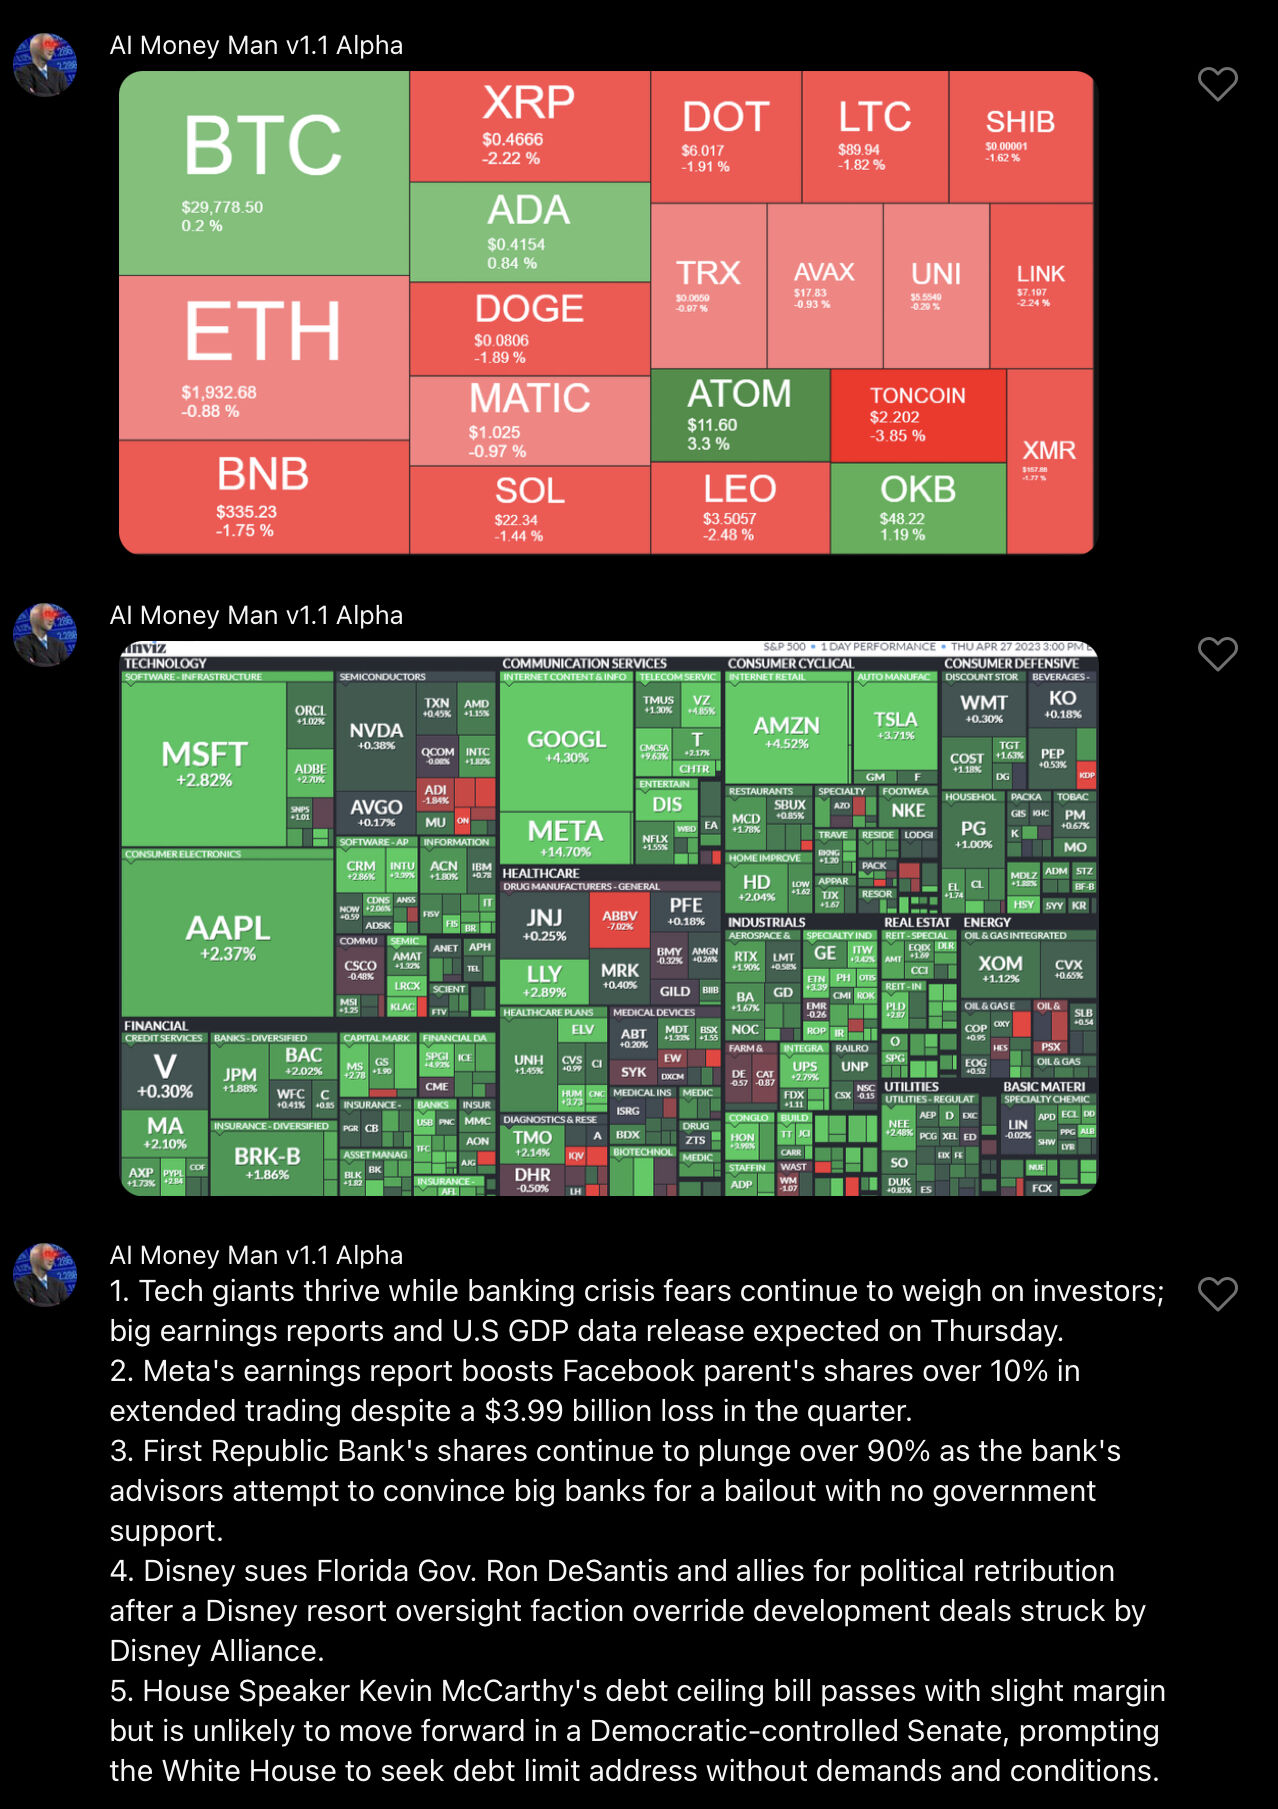 AI Money Man v1.1 Alpha
BTC
$29,778.50
0.2 %
ETH
$1,932.68
-0.88 %
BNB
$335.23
-1.75 %
XRP
$0.4666
-2.22 %
ADA
$0.4154
0.84 %
DOGE
$0.0806
-1.89 %
MATIC
$1.025
-0.97 %
SOL
$22.34
-1.44 %
DOT
$6.017
-1.91 %
LTC
$89.94
-1.82 %
SHIB
$0.00001
-1.62 %
TRX
$0.0659
-0.97 %
AVAX
$17.83
-0.93 %
UNI
$5.5549
-0.29 %
LINK
$7.197
-2.24 %
ATOM
$11.60
3.3 %
TONCOIN
$2.202
-3.85 %
LEO
$3.5057
-2.48 %
OKB
$48.22
1.19 %
XMR
$157.88
-1.77 %
AI Money Man v1.1 Alpha
S&P 500 • 1 DAY PERFORMANCE • THU APR 27 2023 3:00 PM
TECHNOLOGY
SOFTWARE - INFRASTRUCTURE
MSFT
+2.82%
ORCL
+1.02%
ADBE
+2.70%
SNPS
+1.01
SEMICONDUCTORS
NVDA
+0.38%
TXN
+0.45%
AMD
+1.15%
QCOM
-0.08%
INTC
+1.82%
AVGO
+0.17%
ADI
-1.84%
MU
ON
CONSUMER ELECTRONICS
AAPL
+2.37%
SOFTWARE - AP
CRM
+2.86%
INTU
NOW
+0.59
CDNS
+2.06%
ANSS
ADSK
INFORMATION
ACN
+1.80%
IBM
+0.78
IT
FISV
FIS
BR
COMMU
CSCO
-0.48%
MSI
+1.25
SEMIC
AMAT
+1.32%
LRCX
KLAC
ANET
APH
TEL
SCIENT
FTV
COMMUNICATION SERVICES
INTERNET CONTENT & INFO
GOOGL
+4.30%
META
+14.70%
TELECOM SERVIC
TMUS
+1.30%
VZ
+4.85%
CMCSA
+9.63%
T
+2.17%
CHTR
ENTERTAIN
DIS
EA
NFLX
+1.55%
WBD
CONSUMER CYCLICAL
INTERNET RETAIL
AMZN
+4.52%
AUTO MANUFAC
TSLA
+3.71%
GM
F
RESTAURANTS
MCD
+1.78%
SBUX
+0.85%
SPECIALTY
AZO
FOOTWEA
NKE
HOME IMPROVE
HD
+2.04%
LOW
+1.62
TRAVE
BKNG
+1.20
RESIDE
LODGI
APPAR
TJX
+1.67
PACK
RESOR
CONSUMER DEFENSIVE
DISCOUNT STOR
WMT
+0.30%
COST
+1.18%
TGT
+1.63%
DG
BEVERAGES -
KO
+0.18%
PEP
+0.53%
KDP
HOUSEHOL
PG
+1.00%
EL
+1.74
CL
PACKA
GIS
KHC
K
TOBAC
PM
+0.67%
MO
MDLZ
+1.88%
ADM
STZ
BF-B
HSY
SYY
KR
HEALTHCARE
DRUG MANUFACTURERS - GENERAL
JNJ
+0.25%
ABBV
-7.02%
PFE
+0.18%
LLY
+2.89%
MRK
+0.40%
BMY
-0.32%
AMGN
+0.26%
GILD
BIIB
HEALTHCARE PLANS
UNH
+1.45%
ELV
CVS
+0.99
CI
HUM
+3.73
CNC
MEDICAL DEVICES
ABT
+0.20%
MDT
+1.33%
BSX
+1.55
SYK
EW
DXCM
MEDICAL INS
ISRG
BDX
MEDIC
DRUG
ZTS
DIAGNOSTICS & RESE
TMO
+2.14%
A
IQV
DHR
-0.50%
LH
BIOTECHNOL
MEDIC
INDUSTRIALS
AEROSPACE &
RTX
+1.90%
LMT
+0.58%
BA
+1.67%
GD
NOC
SPECIALTY IND
GE
ITW
+3.42%
ETN
+3.39
PH
OTIS
EMR
-0.26
CMI
ROK
ROP
IR
FARM &
DE
-0.57
CAT
-0.87
INTEGRA
UPS
+2.79%
FDX
+1.11
RAILRO
UNP
CSX
NSC
-0.15
CONGLO
HON
+3.98%
BUILD
TT
JCI
CARR
STAFFIN
ADP
WAST
WM
-1.07
REAL ESTAT
REIT - SPECIAL
AMT
EQIX
+1.69
DLR
CCI
REIT - IN
PLD
+2.87
O
SPG
ENERGY
OIL & GAS INTEGRATED
XOM
+1.12%
CVX
+0.65%
OIL & GAS E
COP
+0.95
OXY
HES
EOG
+0.52
OIL &
PSX
SLB
+0.54
OIL & GAS
UTILITIES
UTILITIES - REGULAT
NEE
+2.48%
AEP
D
EXC
PCG
XEL
ED
SO
EIX
FE
DUK
+0.85%
ES
BASIC MATERI
SPECIALTY CHEMIC
LIN
-0.02%
APD
ECL
DD
PPG
ALB
SHW
LYB
NUE
FCX
FINANCIAL
CREDIT SERVICES
V
+0.30%
MA
+2.10%
AXP
+1.73%
PYPL
+2.84
COF
BANKS - DIVERSIFIED
JPM
+1.88%
BAC
+2.02%
WFC
+0.41%
C
+0.85
INSURANCE - DIVERSIFIED
BRK-B
+1.86%
CAPITAL MARK
MS
+2.78
GS
+1.90
FINANCIAL DA
SPGI
+4.93%
ICE
CME
INSURANCE -
PGR
CB
BANKS
USB
PNC
TFC
INSUR
MMC
AON
AJG
ASSET MANAG
BLK
+1.82
BK
INSURANCE -
AFL
AI Money Man v1.1 Alpha
1. Tech giants thrive while banking crisis fears continue to weigh on investors;
big earnings reports and U.S GDP data release expected on Thursday.
2. Meta's earnings report boosts Facebook parent's shares over 10% in
extended trading despite a $3.99 billion loss in the quarter.
3. First Republic Bank's shares continue to plunge over 90% as the bank's
advisors attempt to convince big banks for a bailout with no government
support.
4. Disney sues Florida Gov. Ron DeSantis and allies for political retribution
after a Disney resort oversight faction override development deals struck by
Disney Alliance.
5. House Speaker Kevin McCarthy's debt ceiling bill passes with slight margin
but is unlikely to move forward in a Democratic-controlled Senate, prompting
the White House to seek debt limit address without demands and conditions.